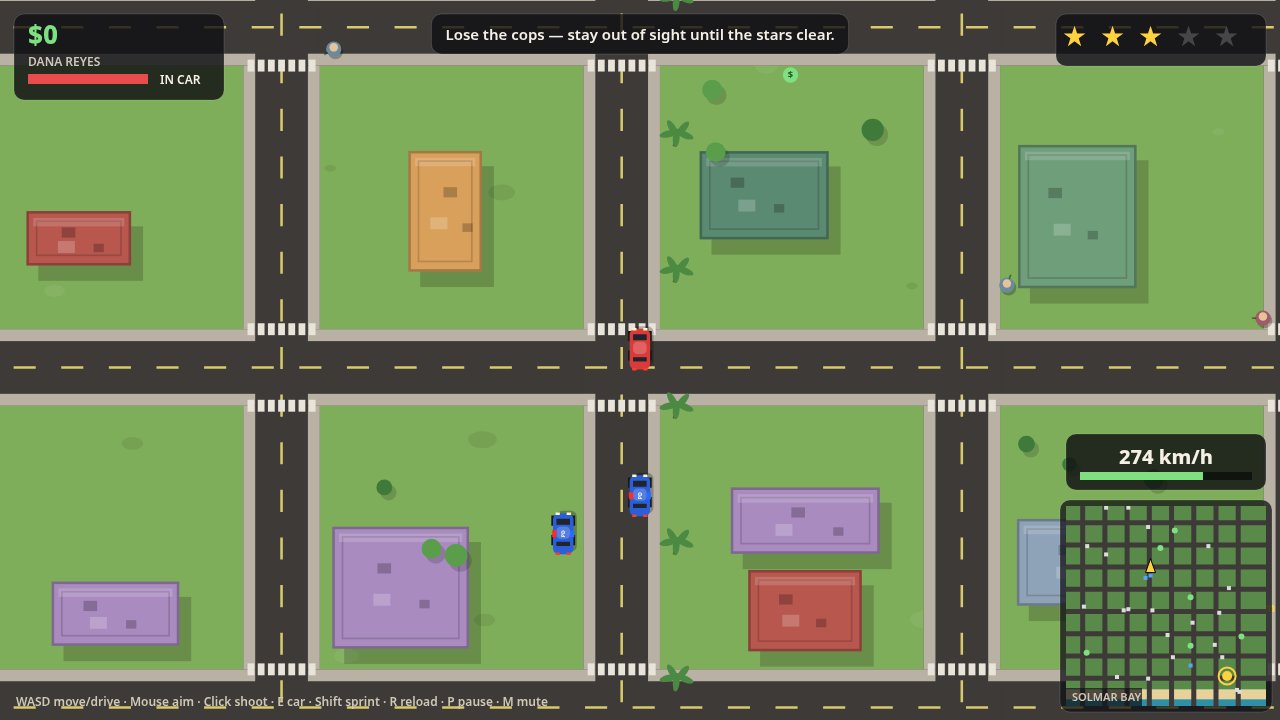 $0
DANA REYES
IN CAR
Lose the cops — stay out of sight until the stars clear.
$
274 km/h
SOLMAR BAY
WASD move/drive · Mouse aim · Click shoot · E car · Shift sprint · R reload · P pause · M mute